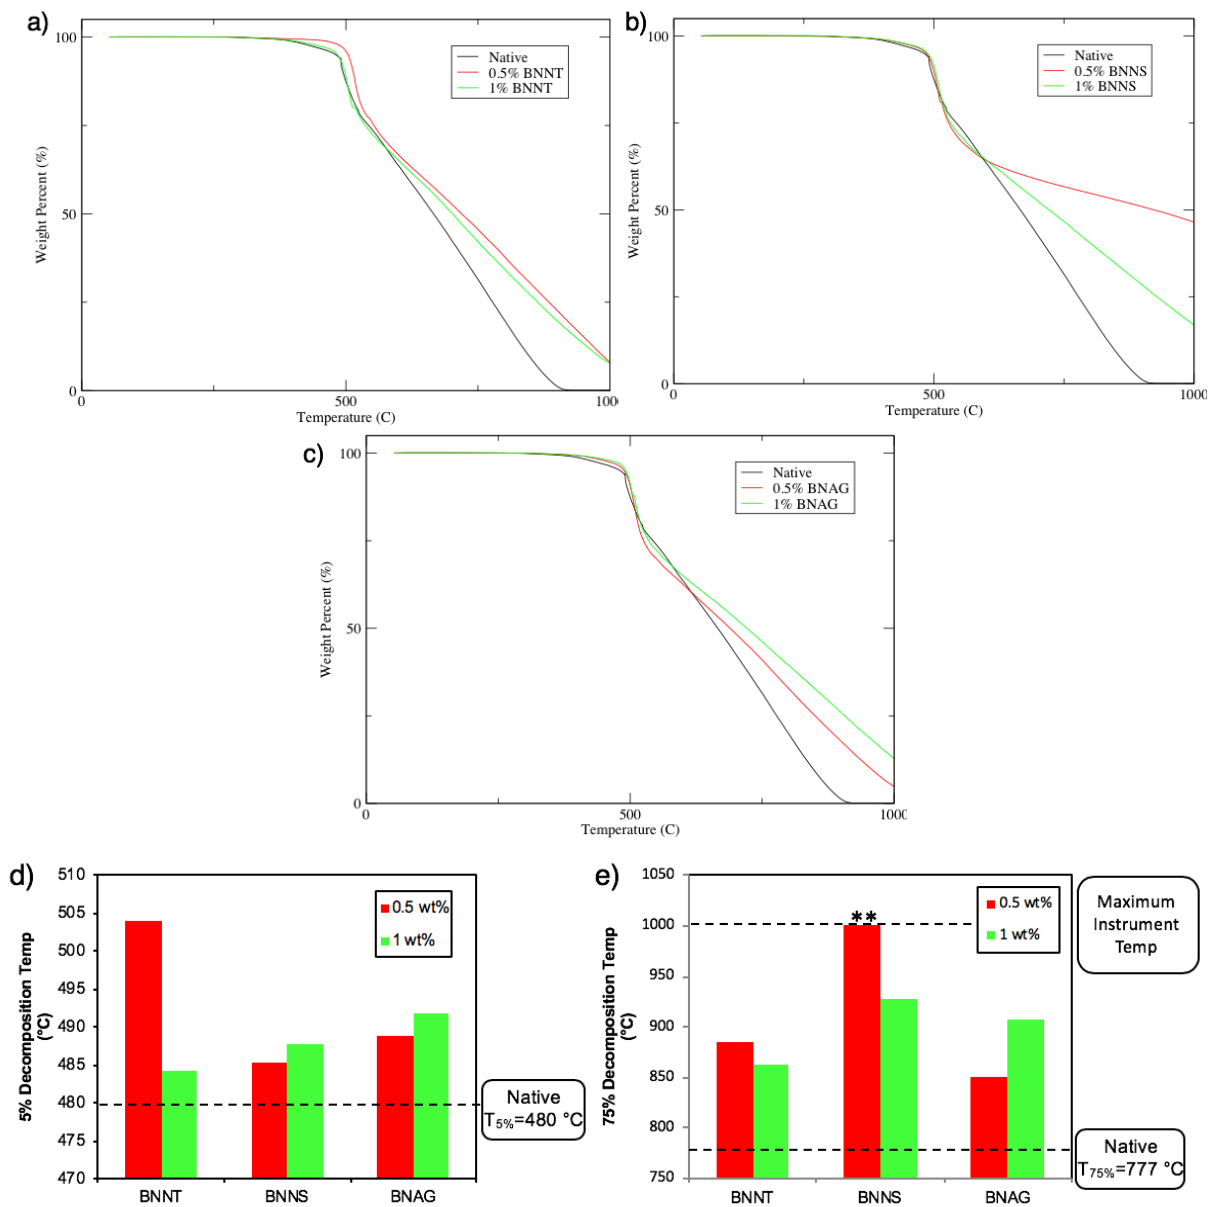 a)
100
50
0
0
500
100
Weight Percent (%)
Temperature (C)
Native
0.5% BNNT
1% BNNT
b)
100
50
0
0
500
1000
Weight Percent (%)
Temperature (C)
Native
0.5% BNNS
1% BNNS
c)
100
50
0
0
500
1000
Weight Percent (%)
Temperature (C)
Native
0.5% BNAG
1% BNAG
d)
510
505
500
495
490
485
480
475
470
5% Decomposition Temp
(°C)
0.5 wt%
1 wt%
BNNT
BNNS
BNAG
Native
T5%=480 °C
e)
1050
1000
950
900
850
800
750
75% Decomposition Temp
(°C)
**
0.5 wt%
1 wt%
BNNT
BNNS
BNAG
Maximum
Instrument
Temp
Native
T75%=777 °C